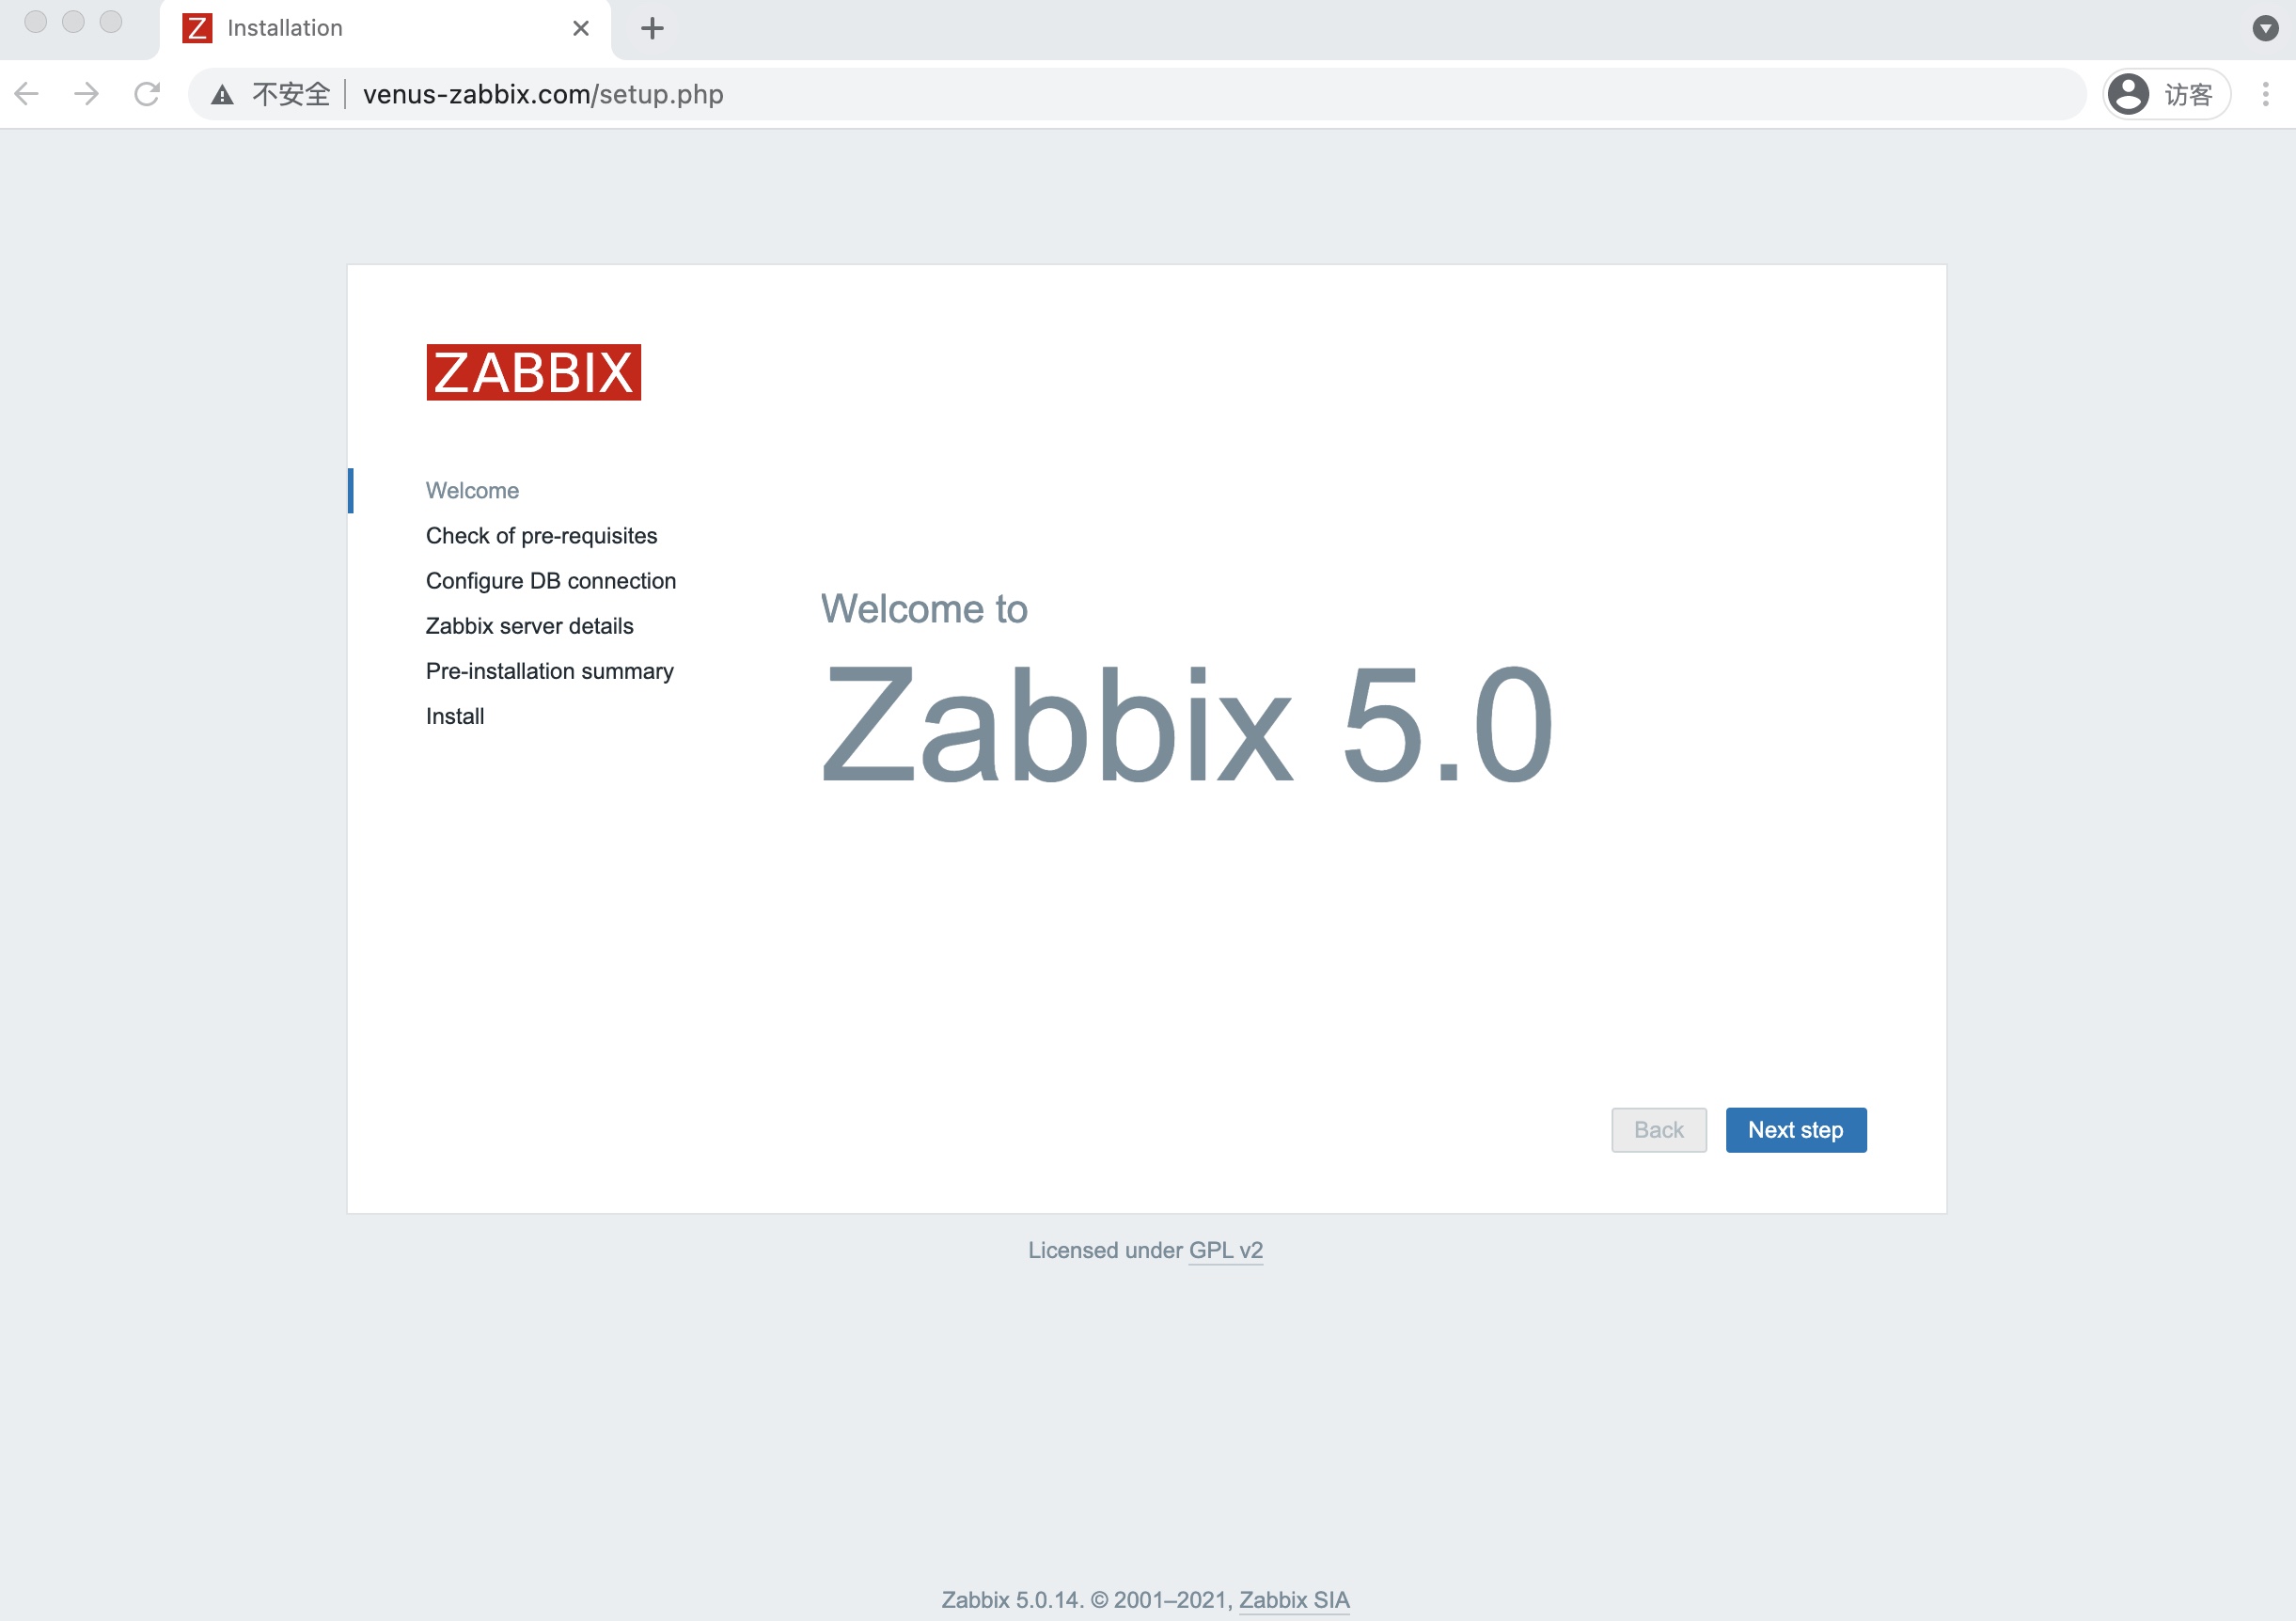 Z Installation
不安全 venus-zabbix.com/setup.php 访客
ZABBIX
Welcome
Check of pre-requisites
Configure DB connection
Zabbix server details
Pre-installation summary
Install
Welcome to
Zabbix 5.0
Back Next step
Licensed under GPL v2
Zabbix 5.0.14. © 2001–2021, Zabbix SIA